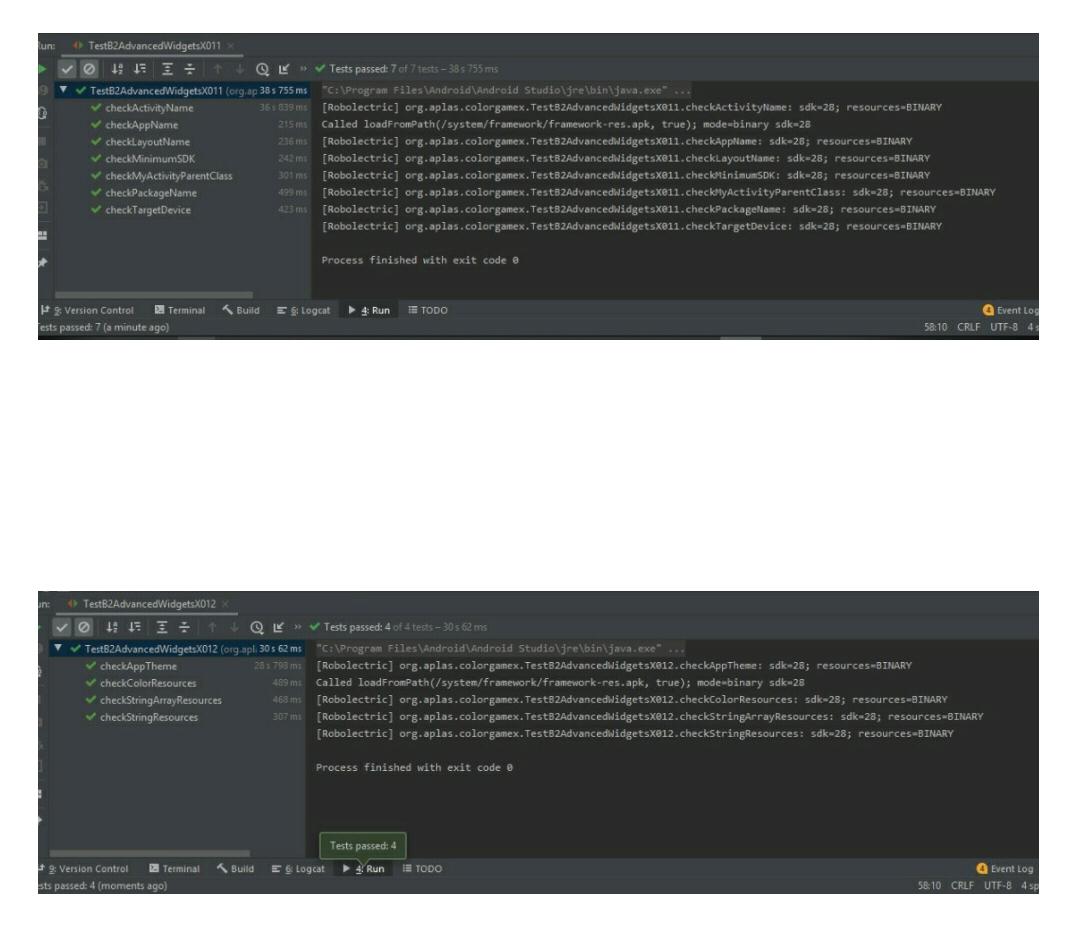 Run: TestB2AdvancedWidgetsX011 ×
» Tests passed: 7 of 7 tests – 38 s 755 ms
TestB2AdvancedWidgetsX011 (org.ap 38 s 755 ms
checkActivityName 36 s 839 ms
checkAppName 215 ms
checkLayoutName 236 ms
checkMinimumSDK 242 ms
checkMyActivityParentClass 301 ms
checkPackageName 499 ms
checkTargetDevice 423 ms
"C:\Program Files\Android\Android Studio\jre\bin\java.exe" ...
[Robolectric] org.aplas.colorgamex.TestB2AdvancedWidgetsX011.checkActivityName: sdk=28; resources=BINARY
Called loadFromPath(/system/framework/framework-res.apk, true); mode=binary sdk=28
[Robolectric] org.aplas.colorgamex.TestB2AdvancedWidgetsX011.checkAppName: sdk=28; resources=BINARY
[Robolectric] org.aplas.colorgamex.TestB2AdvancedWidgetsX011.checkLayoutName: sdk=28; resources=BINARY
[Robolectric] org.aplas.colorgamex.TestB2AdvancedWidgetsX011.checkMinimumSDK: sdk=28; resources=BINARY
[Robolectric] org.aplas.colorgamex.TestB2AdvancedWidgetsX011.checkMyActivityParentClass: sdk=28; resources=BINARY
[Robolectric] org.aplas.colorgamex.TestB2AdvancedWidgetsX011.checkPackageName: sdk=28; resources=BINARY
[Robolectric] org.aplas.colorgamex.TestB2AdvancedWidgetsX011.checkTargetDevice: sdk=28; resources=BINARY
Process finished with exit code 0
9: Version Control Terminal Build 6: Logcat 4: Run TODO 4 Event Log
Tests passed: 7 (a minute ago) 58:10 CRLF UTF-8 4 s
un: TestB2AdvancedWidgetsX012 ×
» Tests passed: 4 of 4 tests – 30 s 62 ms
TestB2AdvancedWidgetsX012 (org.apl 30 s 62 ms
checkAppTheme 28 s 798 ms
checkColorResources 489 ms
checkStringArrayResources 468 ms
checkStringResources 307 ms
"C:\Program Files\Android\Android Studio\jre\bin\java.exe" ...
[Robolectric] org.aplas.colorgamex.TestB2AdvancedWidgetsX012.checkAppTheme: sdk=28; resources=BINARY
Called loadFromPath(/system/framework/framework-res.apk, true); mode=binary sdk=28
[Robolectric] org.aplas.colorgamex.TestB2AdvancedWidgetsX012.checkColorResources: sdk=28; resources=BINARY
[Robolectric] org.aplas.colorgamex.TestB2AdvancedWidgetsX012.checkStringArrayResources: sdk=28; resources=BINARY
[Robolectric] org.aplas.colorgamex.TestB2AdvancedWidgetsX012.checkStringResources: sdk=28; resources=BINARY
Process finished with exit code 0
Tests passed: 4
9: Version Control Terminal Build 6: Logcat 4: Run TODO 4 Event Log
ests passed: 4 (moments ago) 58:10 CRLF UTF-8 4 sp